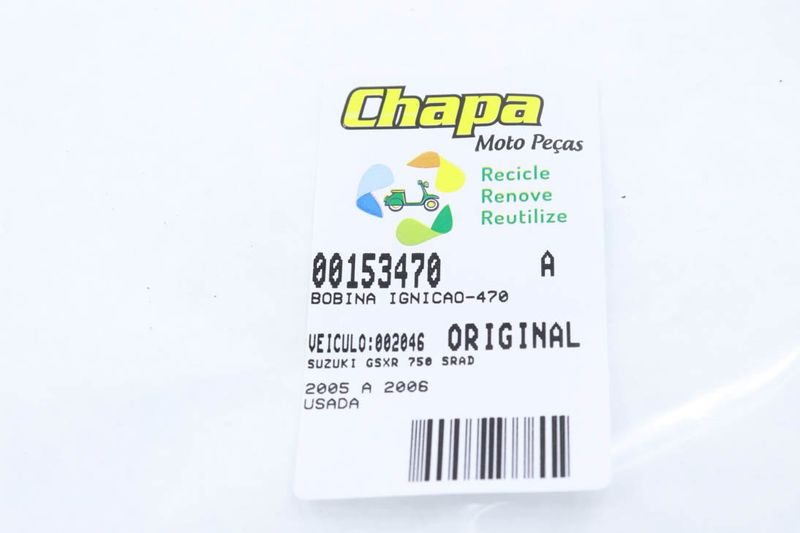 Chapa
Moto Peças
Recicle
Renove
Reutilize
00153470 A
BOBINA IGNICAO-470
VEICULO:002046 ORIGINAL
SUZUKI GSXR 750 SRAD
2005 A 2006
USADA